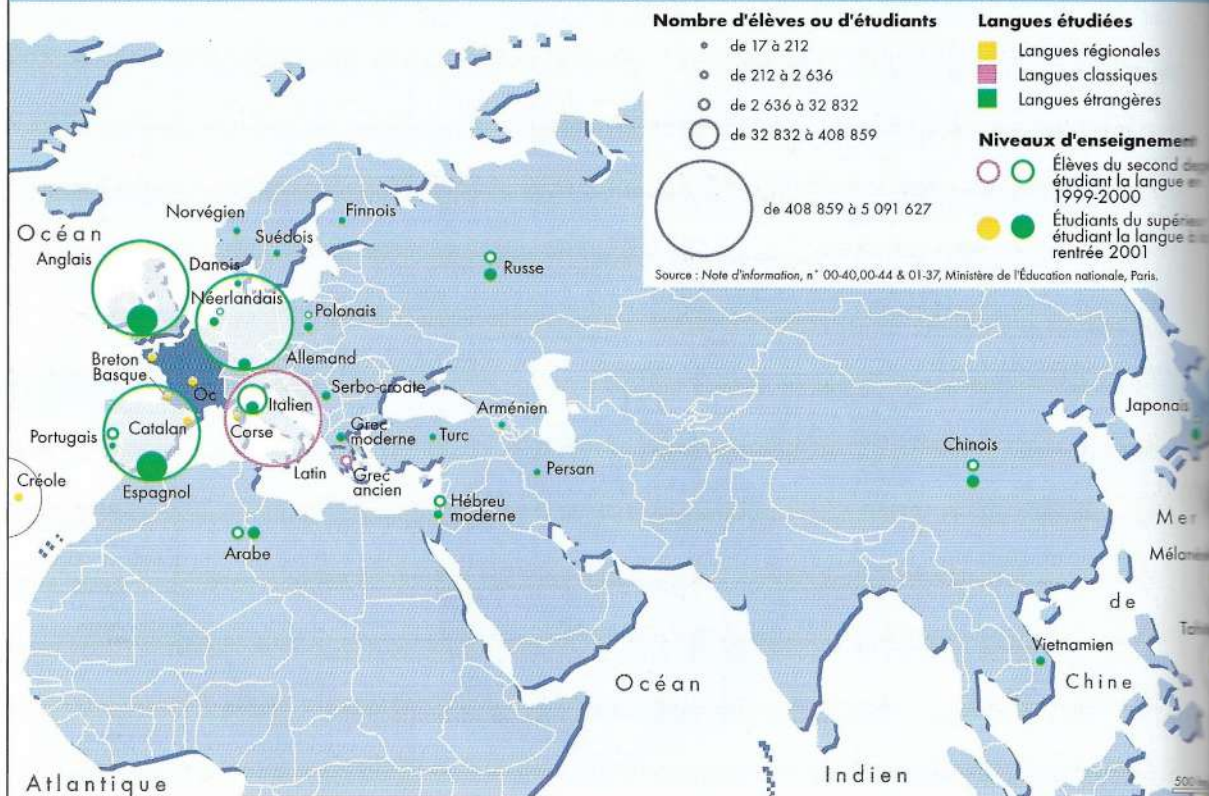 Nombre d'élèves ou d'étudiants
de 17 à 212
de 212 à 2 636
de 2 636 à 32 832
de 32 832 à 408 859
de 408 859 à 5 091 627
Langues étudiées
Langues régionales
Langues classiques
Langues étrangères
Niveaux d'enseignemen
Élèves du second de
étudiant la langue e
1999-2000
Étudiants du supérieu
étudiant la langue
rentrée 2001
Source : Note d'information, n° 00-40,00-44 & 01-37, Ministère de l'Éducation nationale, Paris.
Norvégien
Finnois
Suédois
Océan
Anglais
Danois
Russe
Néerlandais
Polonais
Breton
Allemand
Basque
Oc
Serbo-croate
Italien
Arménien
Japonais
Portugais
Catalan
Corse
Grec
moderne
Turc
Chinois
Latin
Grec
ancien
Persan
Créole
Espagnol
Hébreu
moderne
Mer
Arabe
Mélané
de
Vietnamien
Océan
Chine
Atlantique
Indien
500